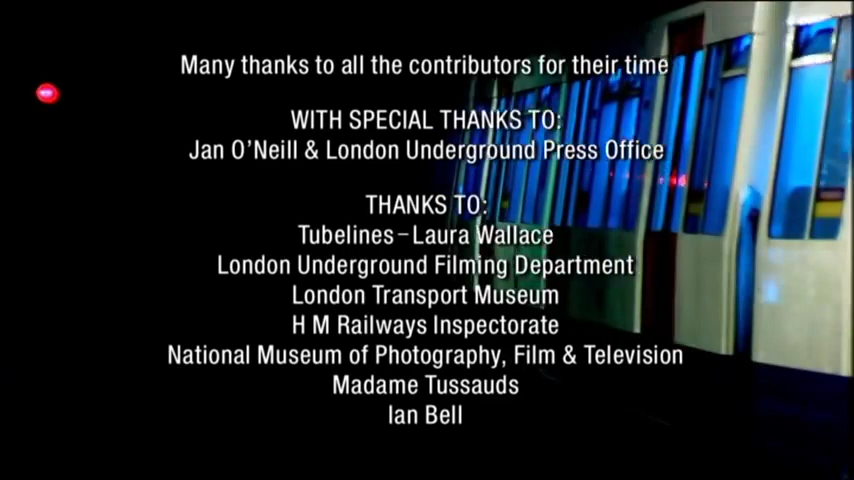 Many thanks to all the contributors for their time
WITH SPECIAL THANKS TO:
Jan O'Neill & London Underground Press Office
THANKS TO:
Tubelines – Laura Wallace
London Underground Filming Department
London Transport Museum
H M Railways Inspectorate
National Museum of Photography, Film & Television
Madame Tussauds
Ian Bell